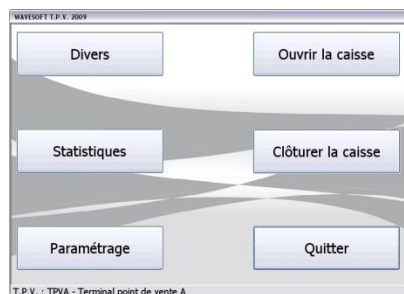 WAVESOFT T.P.V. 2009
Divers
Ouvrir la caisse
Statistiques
Clôturer la caisse
Paramétrage
Quitter
T.P.V. : TPVA - Terminal point de vente A